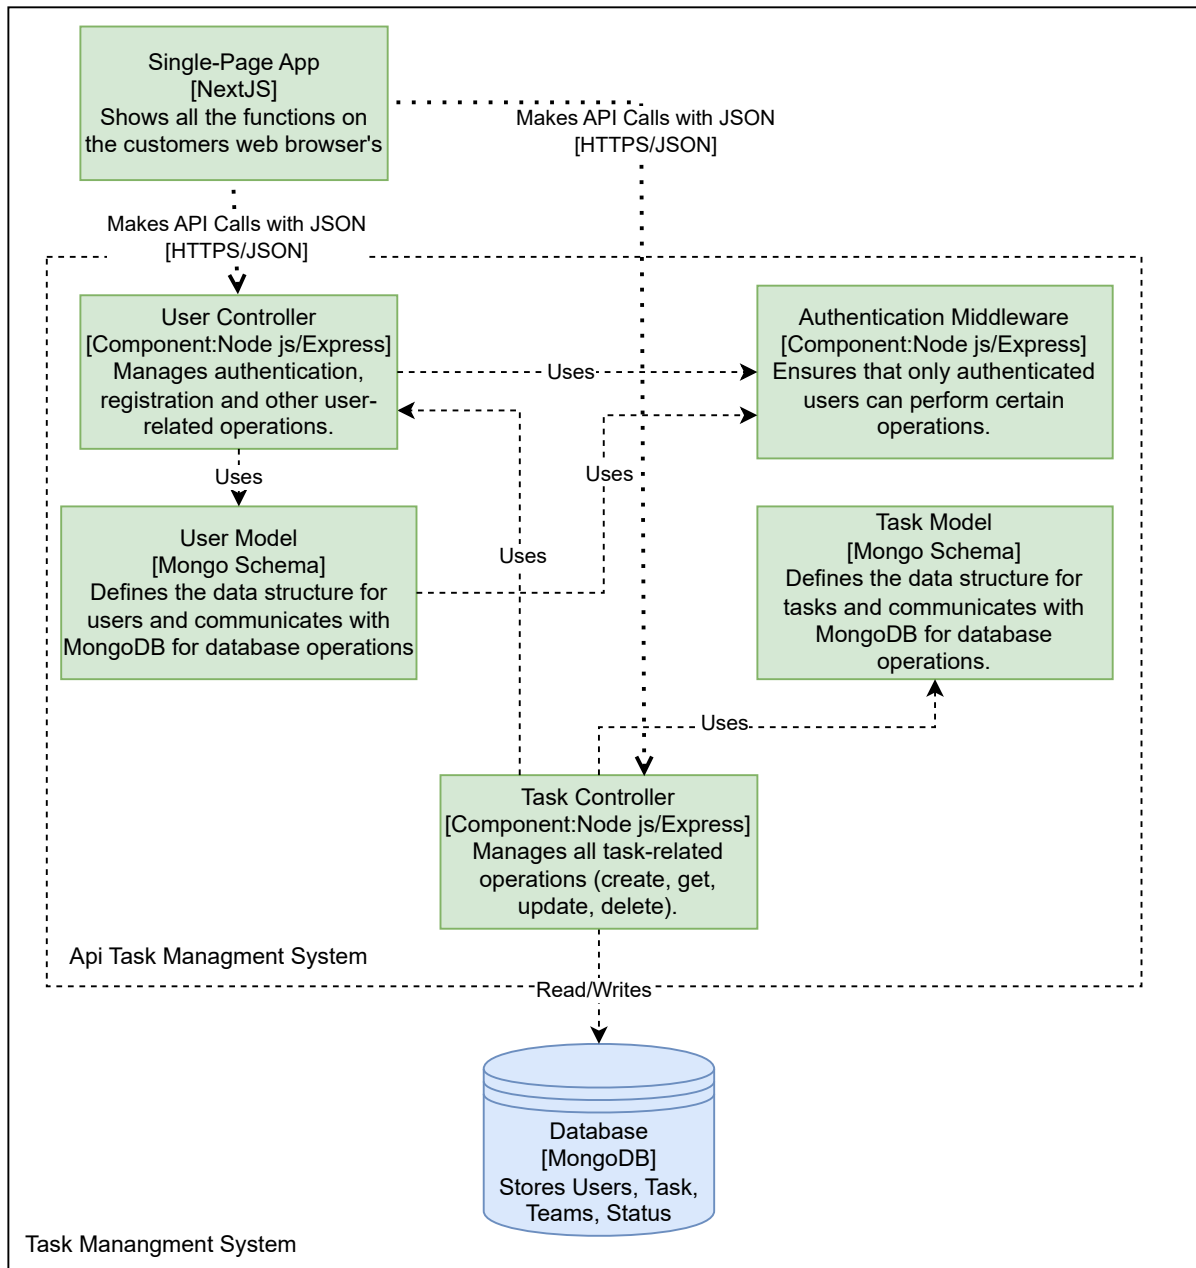 Single-Page App
[NextJS]
Shows all the functions on
the customers web browser's
Makes API Calls with JSON
[HTTPS/JSON]
Makes API Calls with JSON
[HTTPS/JSON]
User Controller
[Component:Node js/Express]
Manages authentication,
registration and other user-
related operations.
Uses
Authentication Middleware
[Component:Node js/Express]
Ensures that only authenticated
users can perform certain
operations.
Uses
Uses
User Model
[Mongo Schema]
Defines the data structure for
users and communicates with
MongoDB for database operations
Uses
Task Model
[Mongo Schema]
Defines the data structure for
tasks and communicates with
MongoDB for database
operations.
Uses
Task Controller
[Component:Node js/Express]
Manages all task-related
operations (create, get,
update, delete).
Api Task Managment System
Read/Writes
Database
[MongoDB]
Stores Users, Task,
Teams, Status
Task Manangment System